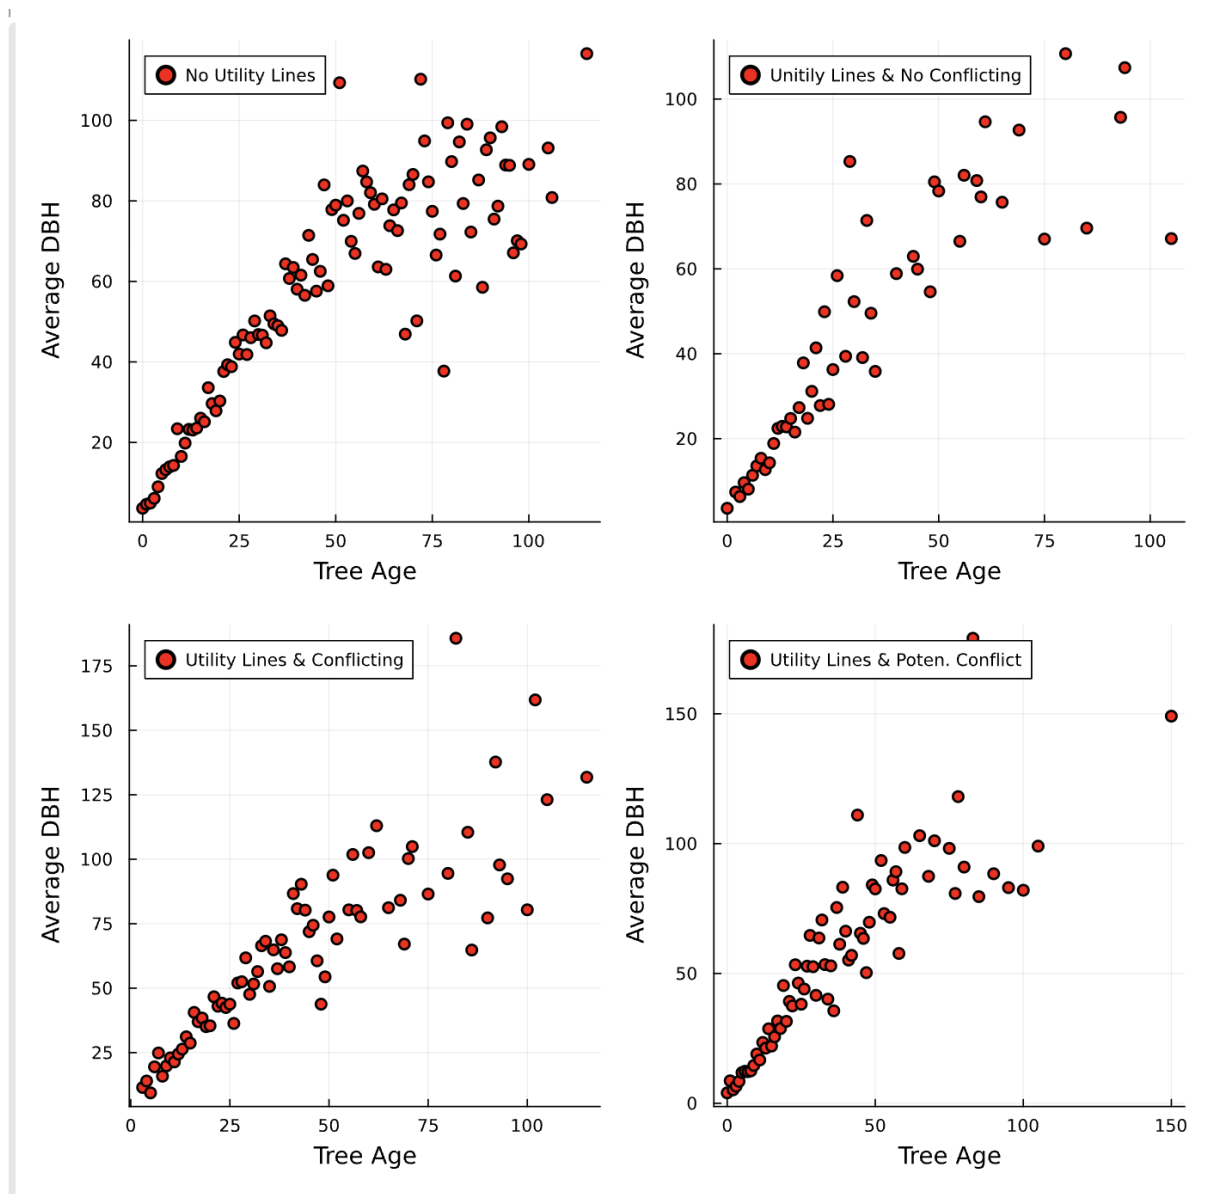 No Utility Lines
100
80
60
40
20
0 25 50 75 100
Average DBH
Tree Age
Unitily Lines & No Conflicting
100
80
60
40
20
0 25 50 75 100
Average DBH
Tree Age
Utility Lines & Conflicting
175
150
125
100
75
50
25
0 25 50 75 100
Average DBH
Tree Age
Utility Lines & Poten. Conflict
150
100
50
0
0 50 100 150
Average DBH
Tree Age